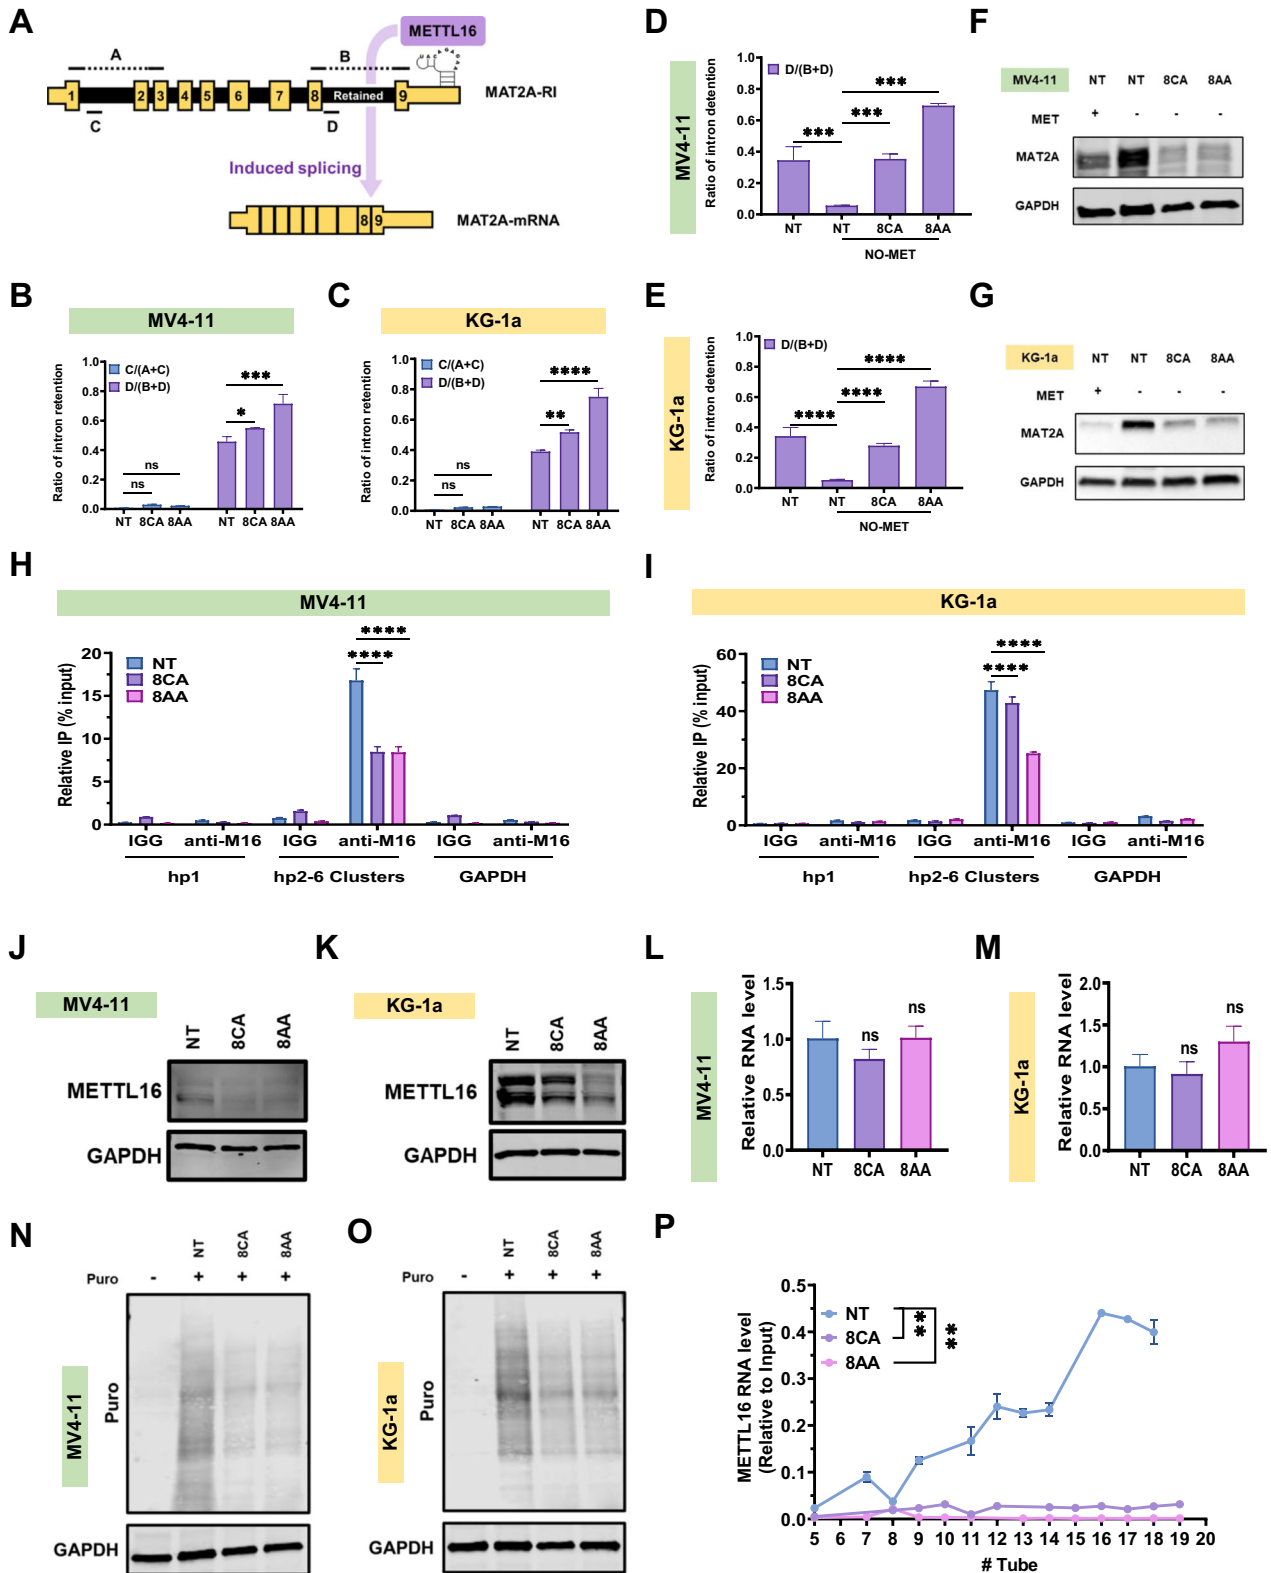 A
METTL16
A
B
1
2
3
4
5
6
7
8
Retained
9
MAT2A-RI
C
D
Induced splicing
8
9
MAT2A-mRNA
D
MV4-11
Ratio of intron detention
1.0
0.8
0.6
0.4
0.2
0.0
D/(B+D)
***
***
***
NT
NT
8CA
8AA
NO-MET
F
MV4-11
NT
NT
8CA
8AA
MET
+
-
-
-
MAT2A
GAPDH
B
MV4-11
Ratio of intron retention
1.0
0.8
0.6
0.4
0.2
0.0
C/(A+C)
D/(B+D)
***
*
ns
ns
NT 8CA 8AA
NT 8CA 8AA
C
KG-1a
Ratio of intron retention
1.0
0.8
0.6
0.4
0.2
0.0
C/(A+C)
D/(B+D)
****
**
ns
ns
NT 8CA 8AA
NT 8CA 8AA
E
KG-1a
Ratio of intron detention
1.0
0.8
0.6
0.4
0.2
0.0
D/(B+D)
****
****
****
NT
NT
8CA
8AA
NO-MET
G
KG-1a
NT
NT
8CA
8AA
MET
+
-
-
-
MAT2A
GAPDH
H
MV4-11
Relative IP (% input)
20
15
10
5
0
NT
8CA
8AA
****
****
IGG anti-M16 IGG anti-M16 IGG anti-M16
hp1 hp2-6 Clusters GAPDH
I
KG-1a
Relative IP (% input)
60
40
20
0
NT
8CA
8AA
****
****
IGG anti-M16 IGG anti-M16 IGG anti-M16
hp1 hp2-6 Clusters GAPDH
J
MV4-11
NT
8CA
8AA
METTL16
GAPDH
K
KG-1a
NT
8CA
8AA
METTL16
GAPDH
L
MV4-11
Relative RNA level
1.5
1.0
0.5
0.0
ns
ns
NT 8CA 8AA
M
KG-1a
Relative RNA level
2.0
1.5
1.0
0.5
0.0
ns
ns
NT 8CA 8AA
N
NT
8CA
8AA
Puro
-
+
+
+
MV4-11
Puro
GAPDH
O
NT
8CA
8AA
Puro
-
+
+
+
KG-1a
Puro
GAPDH
P
METTL16 RNA level
(Relative to Input)
0.5
0.4
0.3
0.2
0.1
0.0
NT
8CA
8AA
**
**
5 6 7 8 9 10 11 12 13 14 15 16 17 18 19 20
# Tube